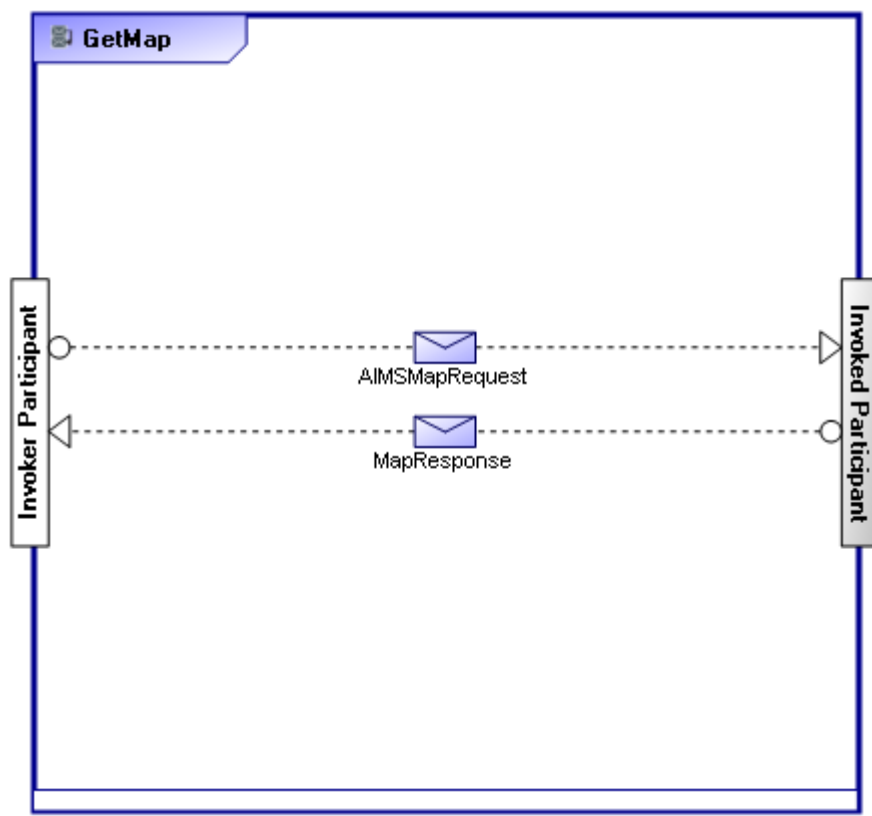 GetMap
Invoker Participant
AIMSMapRequest
MapResponse
Invoked Participant